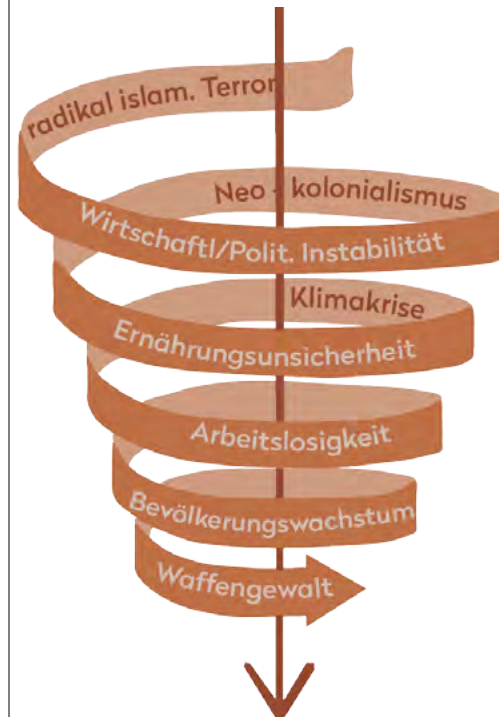 radikal islam. Terror
Neo - kolonialismus
Wirtschaftl/Polit. Instabilität
Klimakrise
Ernährungsunsicherheit
Arbeitslosigkeit
Bevölkerungswachstum
Waffengewalt